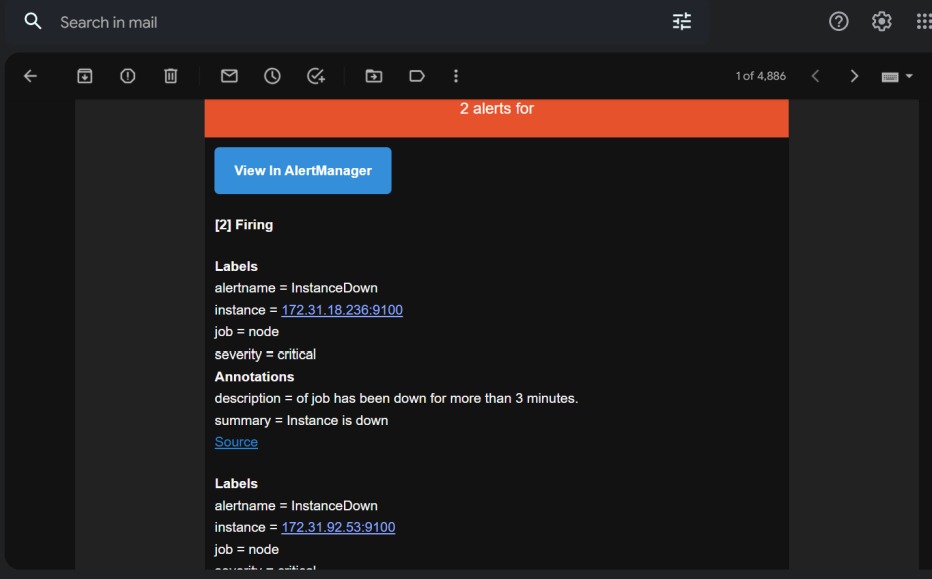 Search in mail
1 of 4,886
2 alerts for
View In AlertManager
[2] Firing
Labels
alertname = InstanceDown
instance = 172.31.18.236:9100
job = node
severity = critical
Annotations
description = of job has been down for more than 3 minutes.
summary = Instance is down
Source
Labels
alertname = InstanceDown
instance = 172.31.92.53:9100
job = node
severity = critical